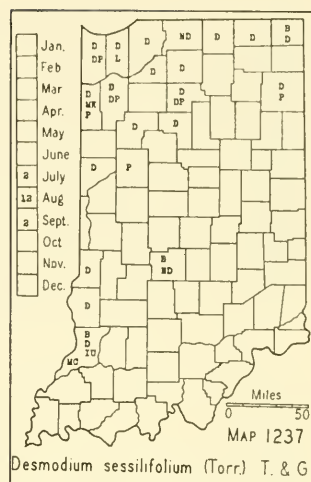 Jan.
Feb
Mar
Apr.
May
June
2 July
12 Aug
2 Sept.
Oct
Nov.
Dec.
D D D ND D D B
DP L D
D D
D D D D
MK DP DP P
P
D D
D P
B
D ND
D
B
D
IU
MC
Miles
0 50
MAP 1237
Desmodium sessilifolium (Torr.) T. & G